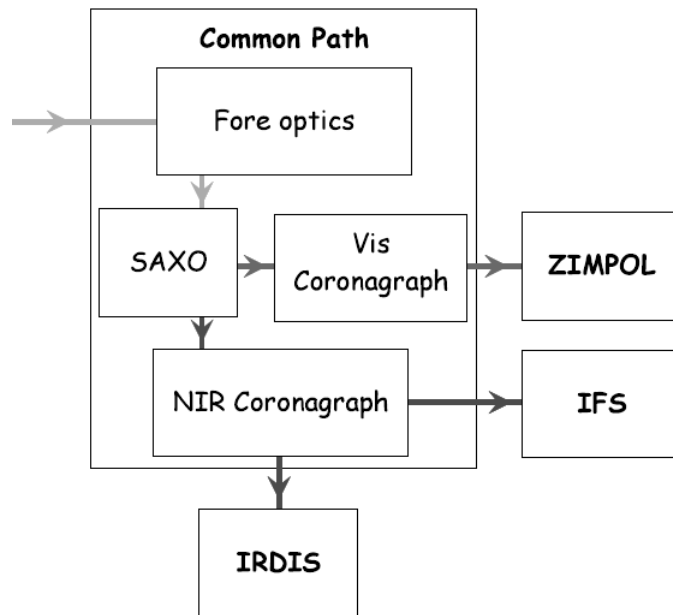 Common Path
Fore optics
SAXO
Vis
Coronagraph
ZIMPOL
NIR Coronagraph
IFS
IRDIS